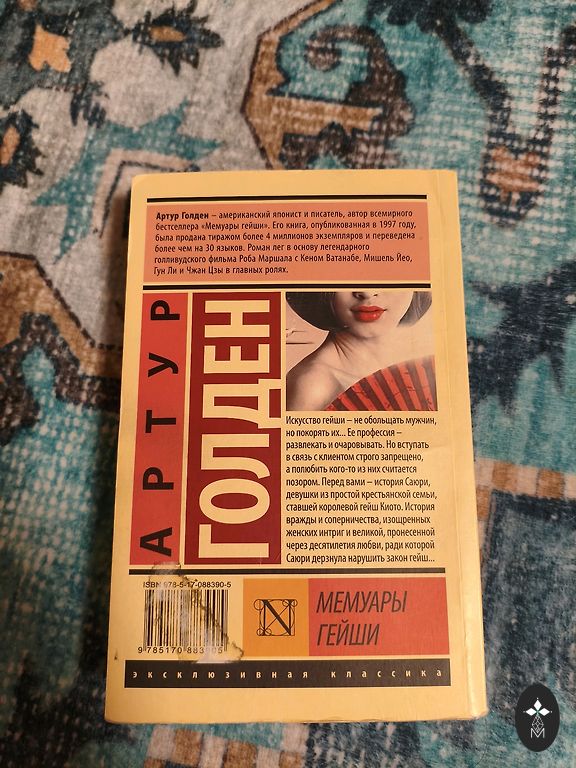 Артур Голден – американский японист и писатель, автор всемирного
бестселлера «Мемуары гейши». Его книга, опубликованная в 1997 году,
была продана тиражом более 4 миллионов экземпляров и переведена
более чем на 30 языков. Роман лег в основу легендарного
голливудского фильма Роба Маршала с Кеном Ватанабе, Мишель Йео,
Гун Ли и Чжан Цзы в главных ролях.
АРТУР
ГОЛДЕН
Искусство гейши – не обольщать мужчин,
но покорять их... Ее профессия –
развлекать и очаровывать. Но вступать
в связь с клиентом строго запрещено,
а полюбить кого-то из них считается
позором. Перед вами – история Саюри,
девушки из простой крестьянской семьи,
ставшей королевой гейш Киото. История
вражды и соперничества, изощренных
женских интриг и великой, пронесенной
через десятилетия любви, ради которой
Саюри дерзнула нарушить закон гейш...
ISBN 978-5-17-088390-5
9 785170 883905
N
МЕМУАРЫ
ГЕЙШИ
ЭКСКЛЮЗИВНАЯ КЛАССИКА
M